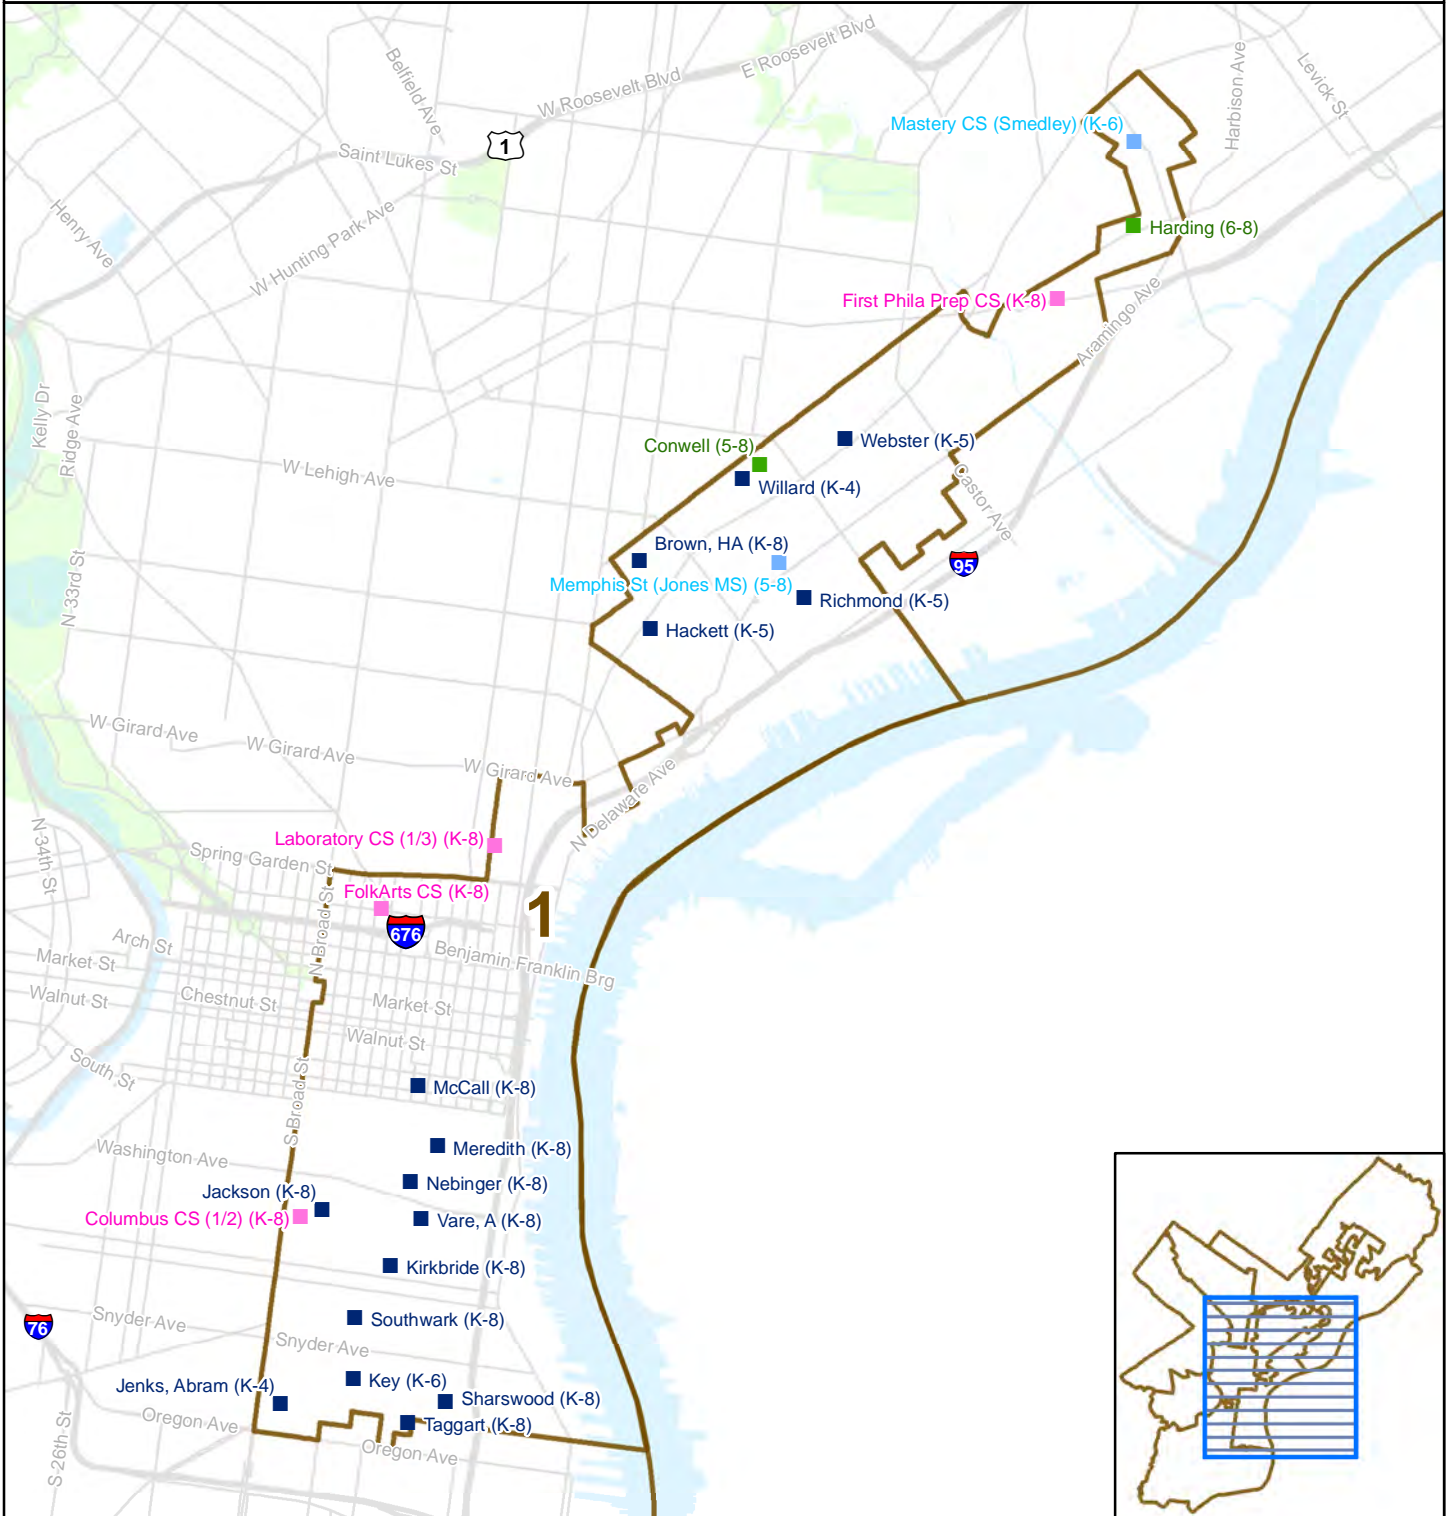 E Roosevelt Blvd
W Roosevelt Blvd
Belfield Ave
Harbison Ave
Levick St
Mastery CS (Smedley) (K-6)
1
Saint Lukes St
Henry Ave
W Hunting Park Ave
Harding (6-8)
First Phila Prep CS (K-8)
Aramingo Ave
Kelly Dr
Ridge Ave
Conwell (5-8)
Webster (K-5)
W Lehigh Ave
Willard (K-4)
Castor Ave
Brown, HA (K-8)
95
Memphis St (Jones MS) (5-8)
Richmond (K-5)
N 33rd St
Hackett (K-5)
W Girard Ave
W Girard Ave
W Girard Ave
N Delaware Ave
Laboratory CS (1/3) (K-8)
N 34th St
Spring Garden St
FolkArts CS (K-8)
1
676
N Broad St
Arch St
Benjamin Franklin Brg
Market St
Walnut St
Chestnut St
Market St
Walnut St
South St
McCall (K-8)
S Broad St
Meredith (K-8)
Washington Ave
Nebinger (K-8)
Jackson (K-8)
Columbus CS (1/2) (K-8)
Vare, A (K-8)
Kirkbride (K-8)
Snyder Ave
Southwark (K-8)
76
Snyder Ave
Key (K-6)
Jenks, Abram (K-4)
Sharswood (K-8)
Oregon Ave
Taggart (K-8)
Oregon Ave
S 26th St